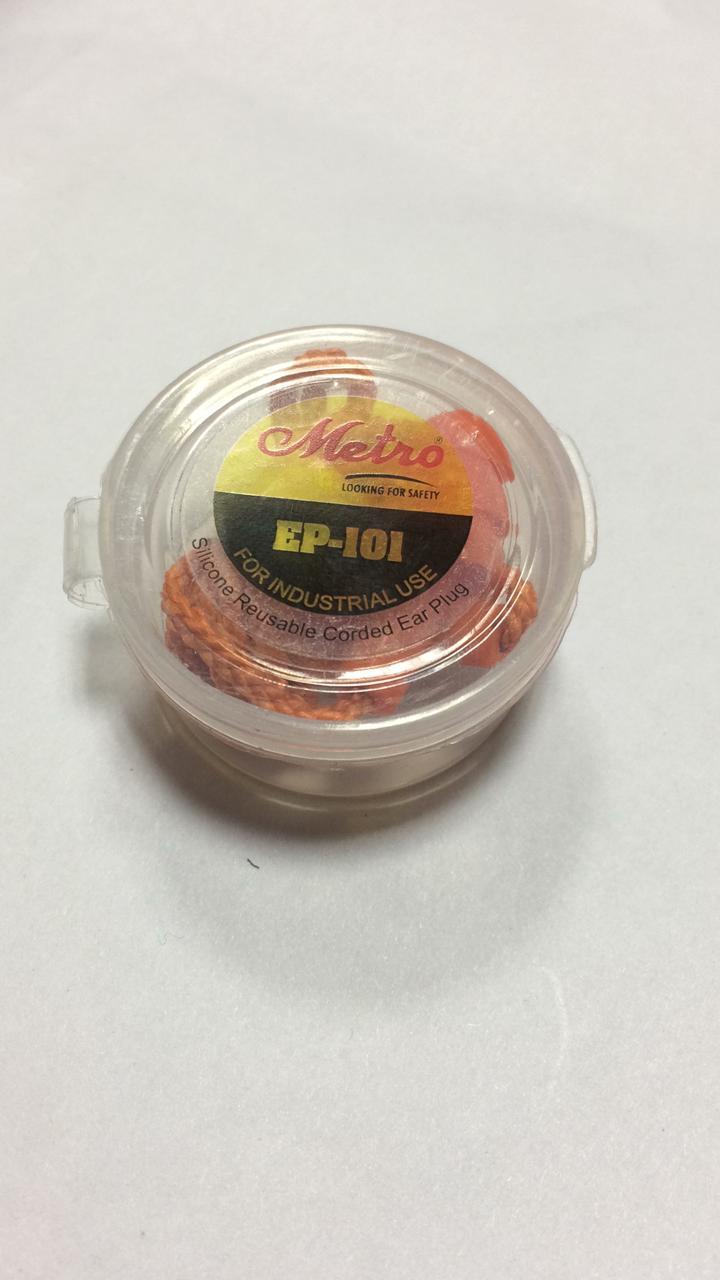 Metro®
LOOKING FOR SAFETY
EP-101
FOR INDUSTRIAL USE
Silicone Reusable Corded Ear Plug